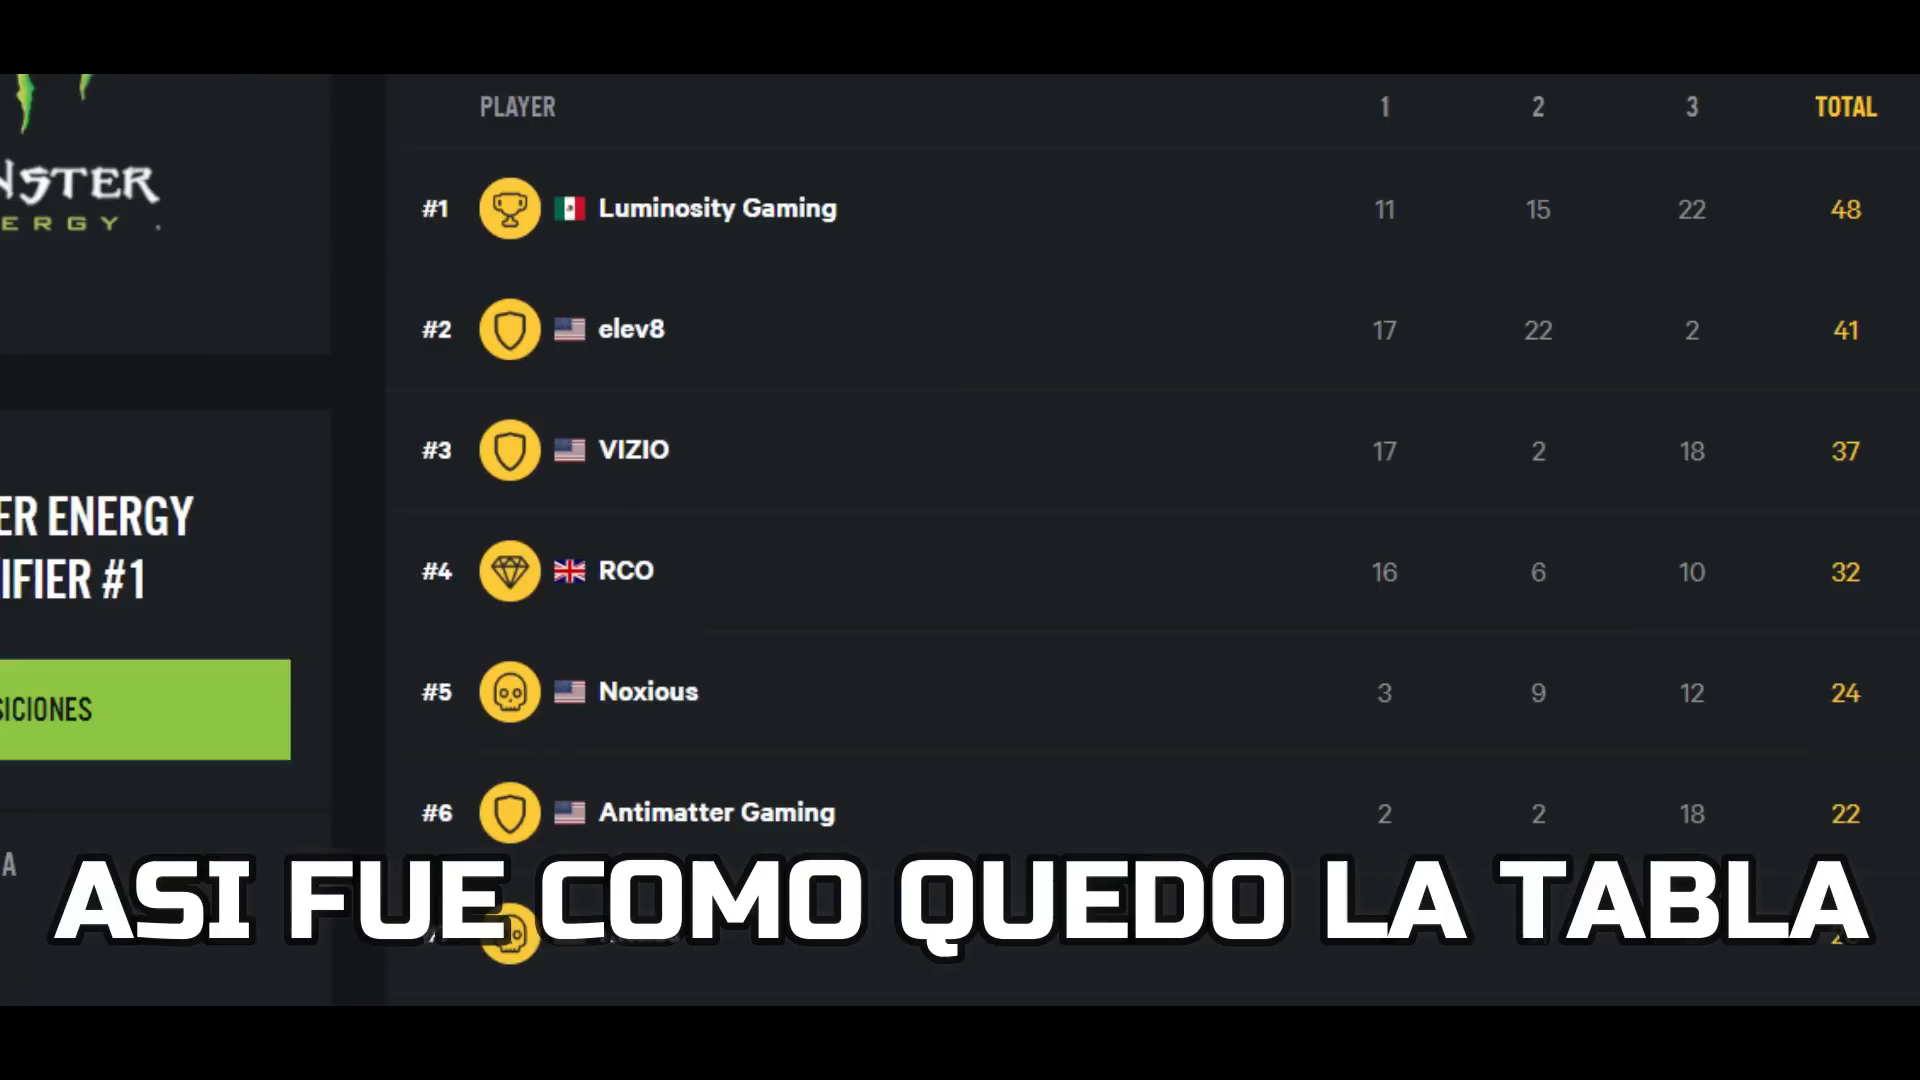 PLAYER 1 2 3 TOTAL
#1 Luminosity Gaming 11 15 22 48
#2 elev8 17 22 2 41
#3 VIZIO 17 2 18 37
#4 RCO 16 6 10 32
#5 Noxious 3 9 12 24
#6 Antimatter Gaming 2 2 18 22
NSTER
ERGY
ER ENERGY
IFIER #1
SICIONES
A
ASI FUE COMO QUEDO LA TABLA